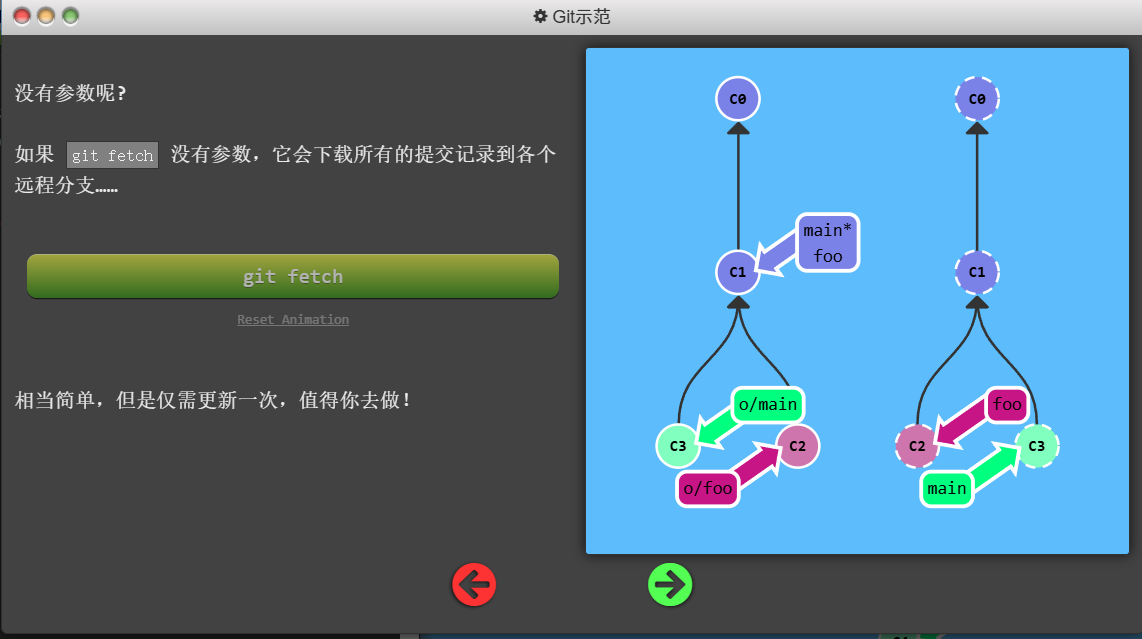 Git示范
没有参数呢?
如果 git fetch 没有参数，它会下载所有的提交记录到各个
远程分支……
git fetch
Reset Animation
相当简单，但是仅需更新一次，值得你去做！
C0
C0
main*
foo
C1
C1
o/main
foo
C3
C2
C2
C3
o/foo
main